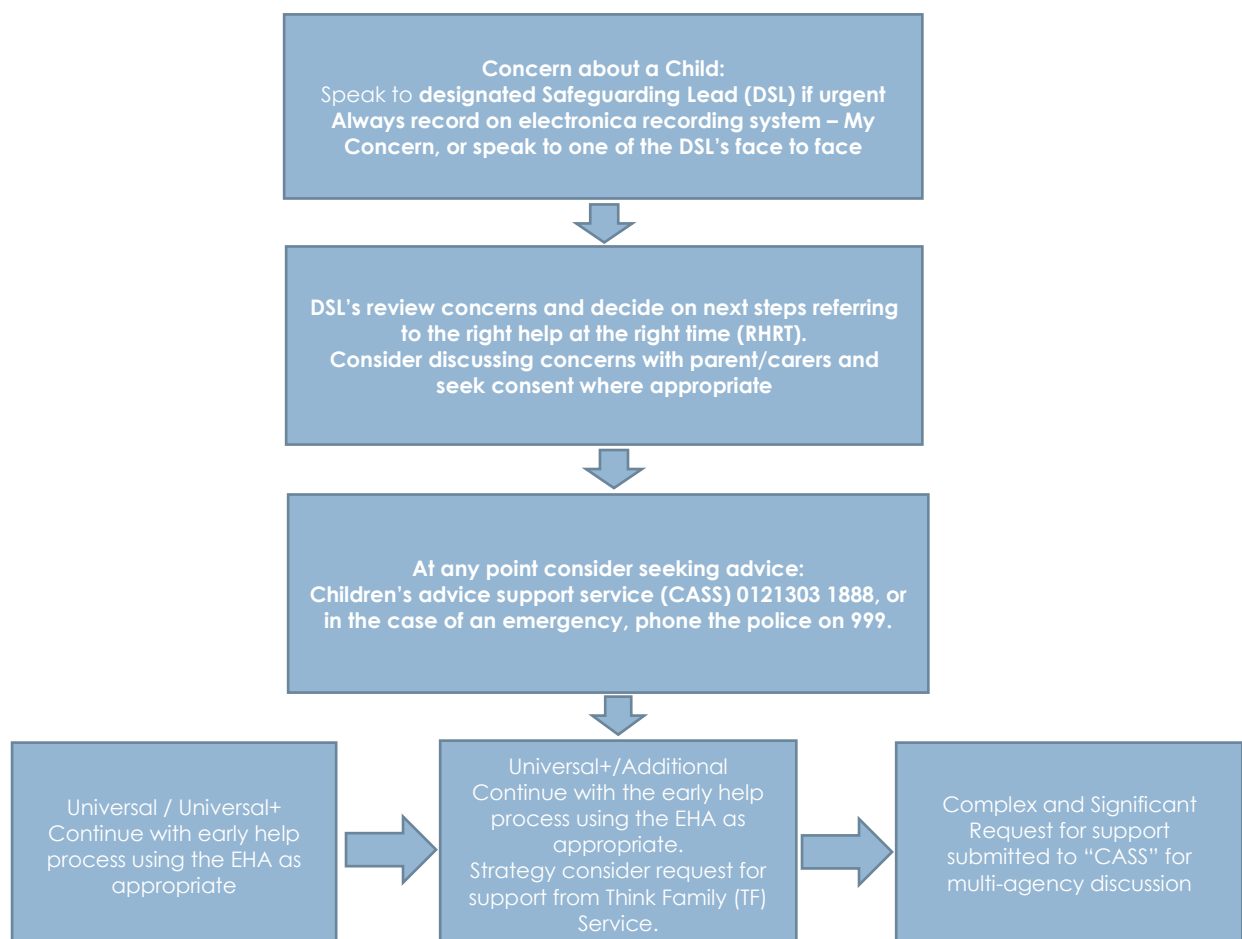 Concern about a Child:
Speak to designated Safeguarding Lead (DSL) if urgent
Always record on electronica recording system – My
Concern, or speak to one of the DSL's face to face
DSL's review concerns and decide on next steps referring
to the right help at the right time (RHRT).
Consider discussing concerns with parent/carers and
seek consent where appropriate
At any point consider seeking advice:
Children's advice support service (CASS) 0121303 1888, or
in the case of an emergency, phone the police on 999.
Universal / Universal+
Continue with early help
process using the EHA as
appropriate
Universal+/Additional
Continue with the early help
process using the EHA as
appropriate.
Strategy consider request for
support from Think Family (TF)
Service.
Complex and Significant
Request for support
submitted to “CASS” for
multi-agency discussion